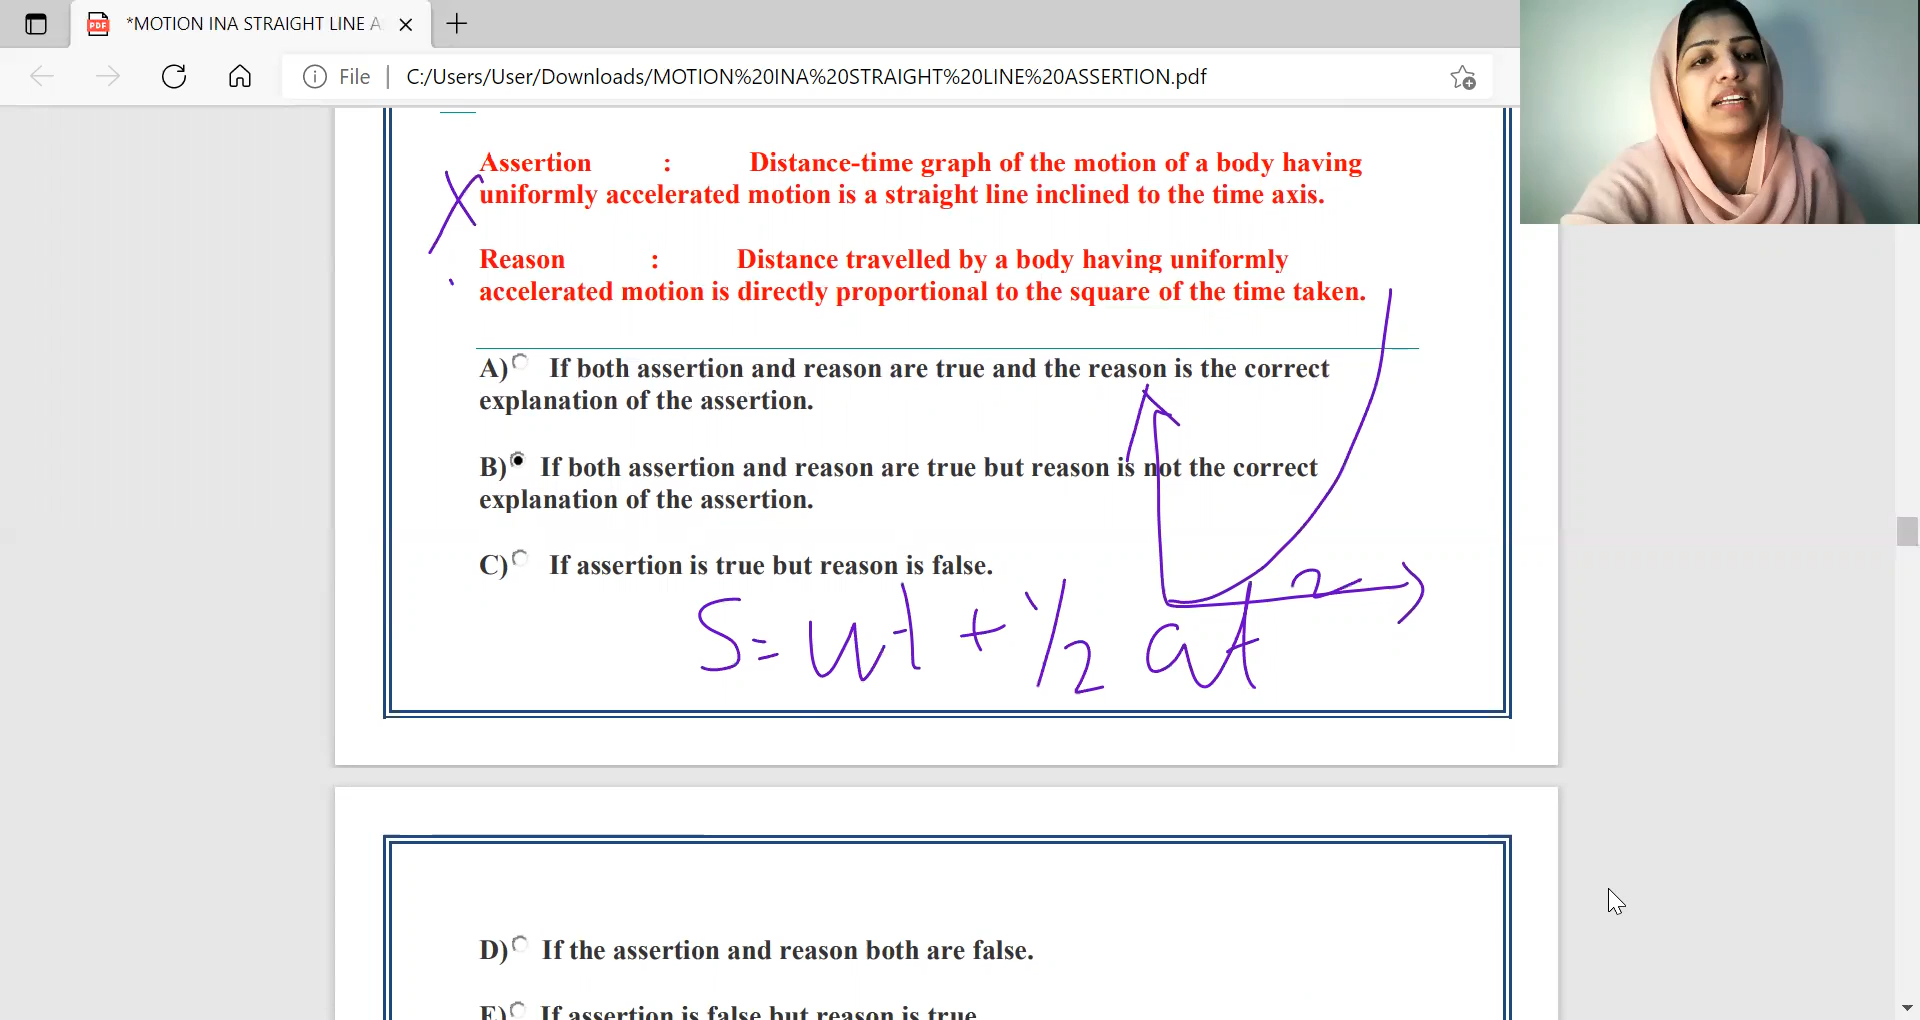 *MOTION INA STRAIGHT LINE A
File
C:/Users/User/Downloads/MOTION%20INA%20STRAIGHT%20LINE%20ASSERTION.pdf
Assertion : Distance-time graph of the motion of a body having
uniformly accelerated motion is a straight line inclined to the time axis.
Reason : Distance travelled by a body having uniformly
accelerated motion is directly proportional to the square of the time taken.
A) If both assertion and reason are true and the reason is the correct
explanation of the assertion.
B) If both assertion and reason are true but reason is not the correct
explanation of the assertion.
C) If assertion is true but reason is false.
S = ut + 1/2 at2
D) If the assertion and reason both are false.
E) If assertion is false but reason is true.